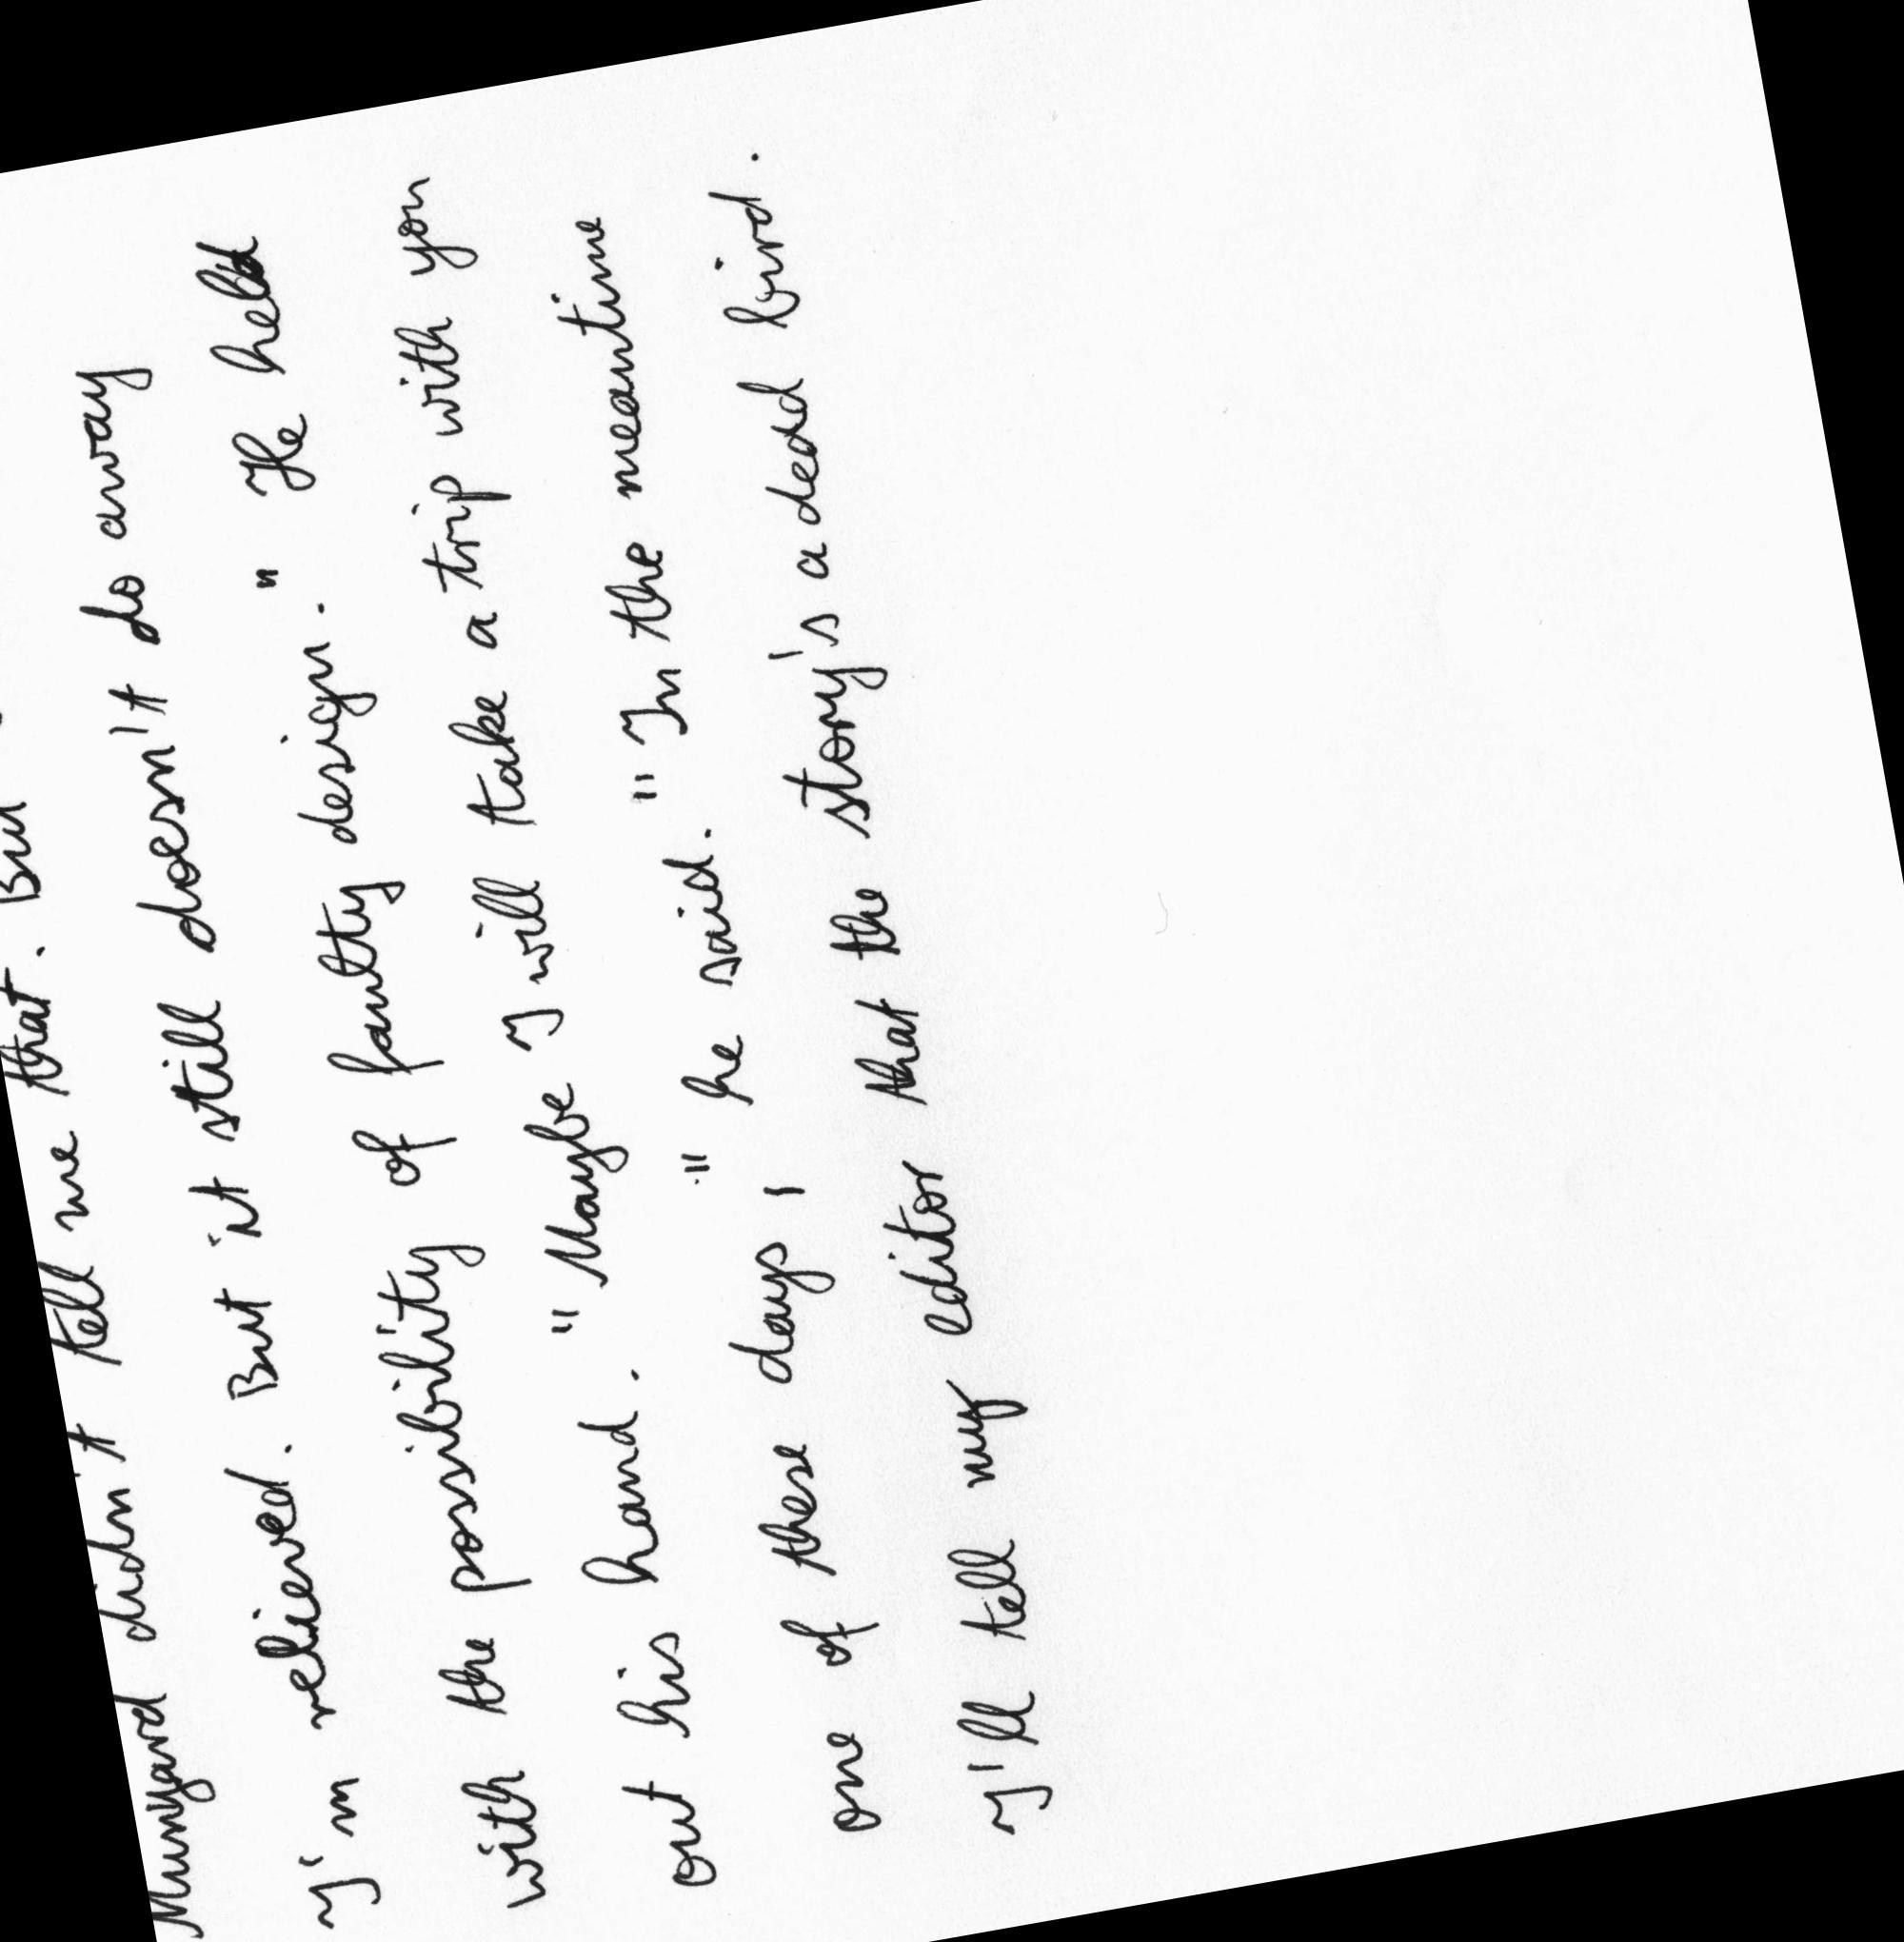 Munyard didn't tell me that. But
I'm relieved. But it still doesn't do away
with the possibility of faulty design." He held
out his hand. "Maybe I will take a trip with you
one of these days," he said. "In the meantime
I'll tell my editor that the story's a dead bird.